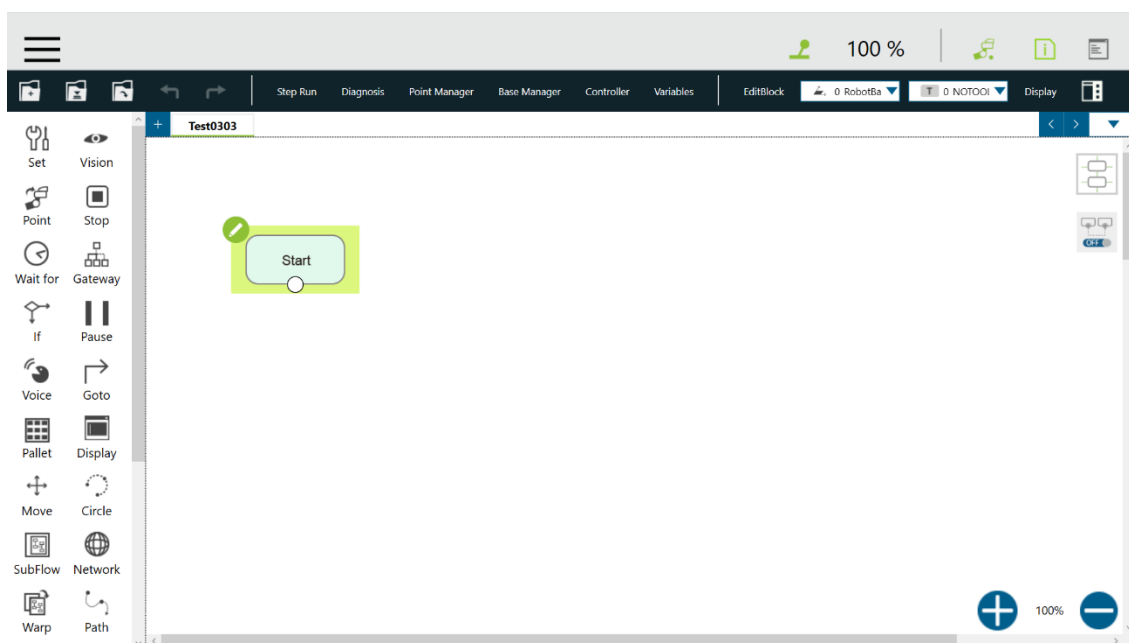 100 %
Step Run Diagnosis Point Manager Base Manager Controller Variables EditBlock 0 RobotBa T 0 NOTOOl Display
+ Test0303
Set Vision
Point Stop
OFF
Start
Wait for Gateway
If Pause
Voice Goto
Pallet Display
Move Circle
SubFlow Network
Warp Path
100%